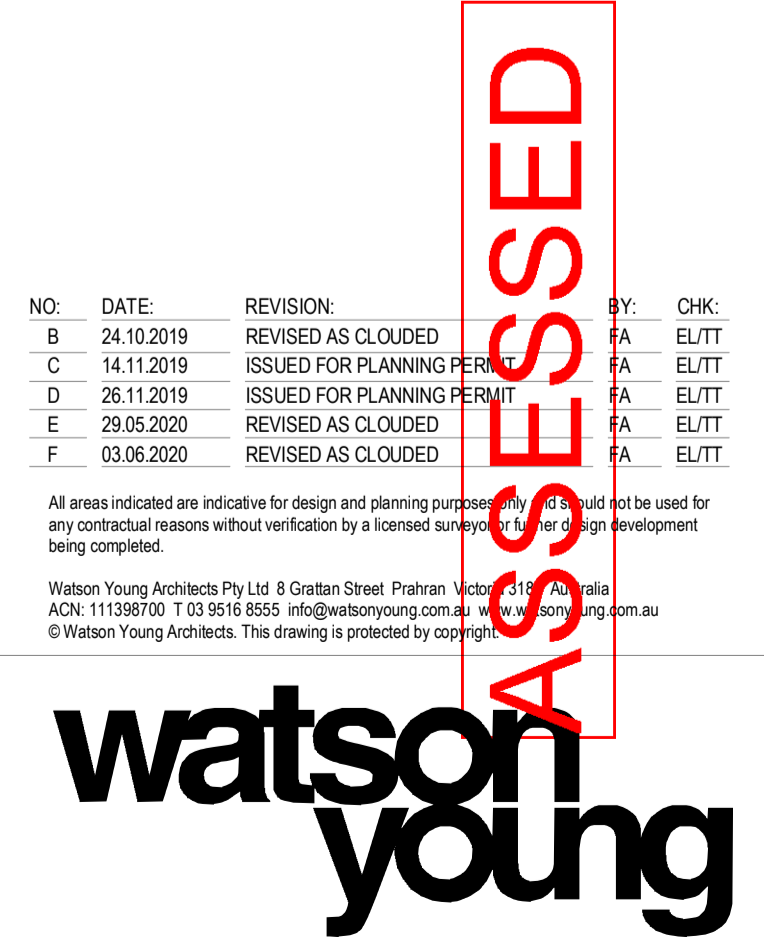 ASSESSED
NO: DATE: REVISION: BY: CHK:
B 24.10.2019 REVISED AS CLOUDED FA EL/TT
C 14.11.2019 ISSUED FOR PLANNING PERMIT FA EL/TT
D 26.11.2019 ISSUED FOR PLANNING PERMIT FA EL/TT
E 29.05.2020 REVISED AS CLOUDED FA EL/TT
F 03.06.2020 REVISED AS CLOUDED FA EL/TT
All areas indicated are indicative for design and planning purposes only and should not be used for
any contractual reasons without verification by a licensed surveyor or further design development
being completed.
Watson Young Architects Pty Ltd 8 Grattan Street Prahran Victoria Australia
ACN: 111398700 T 03 9516 8555 info@watsonyoung.com.au www.watsonyoung.com.au
© Watson Young Architects. This drawing is protected by copyright.
watson
young